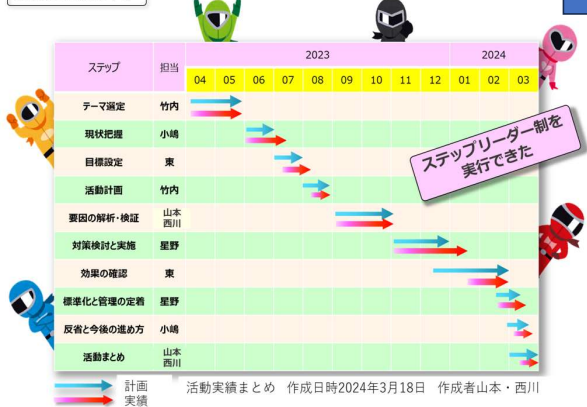 ステップ 担当 2023 2024
04 05 06 07 08 09 10 11 12 01 02 03
テーマ選定 竹内
現状把握 小嶋
目標設定 東
活動計画 竹内
要因の解析・検証 山本
西川
対策検討と実施 星野
効果の確認 東
標準化と管理の定着 星野
反省と今後の進め方 小嶋
活動まとめ 山本
西川
ステップリーダー制を
実行できた
計画
実績
活動実績まとめ 作成日時2024年3月18日 作成者山本・西川